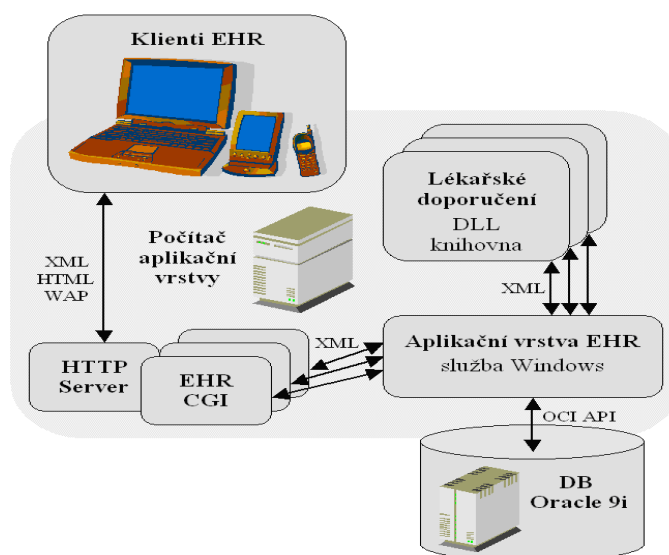 Klienti EHR
Lékařské
doporučení
DLL
knihovna
Počítač
aplikační
vrstvy
XML
HTML
WAP
XML
XML
Aplikační vrstva EHR
služba Windows
HTTP
Server
EHR
CGI
OCI API
DB
Oracle 9i